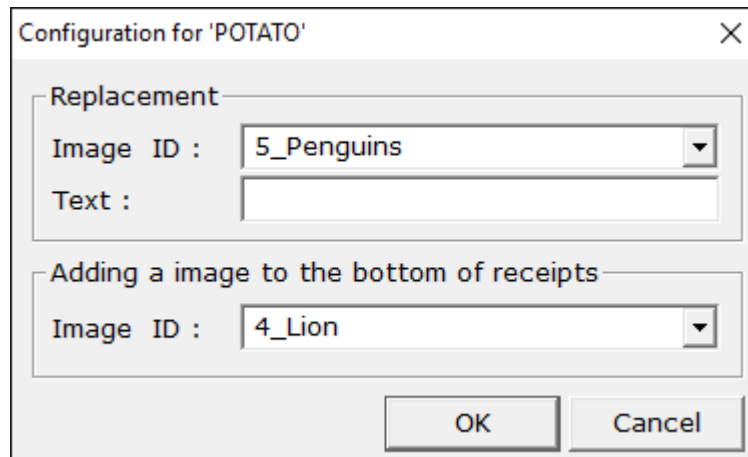 Configuration for 'POTATO'
Replacement
Image ID : 5_Penguins
Text :
Adding a image to the bottom of receipts
Image ID : 4_Lion
OK Cancel